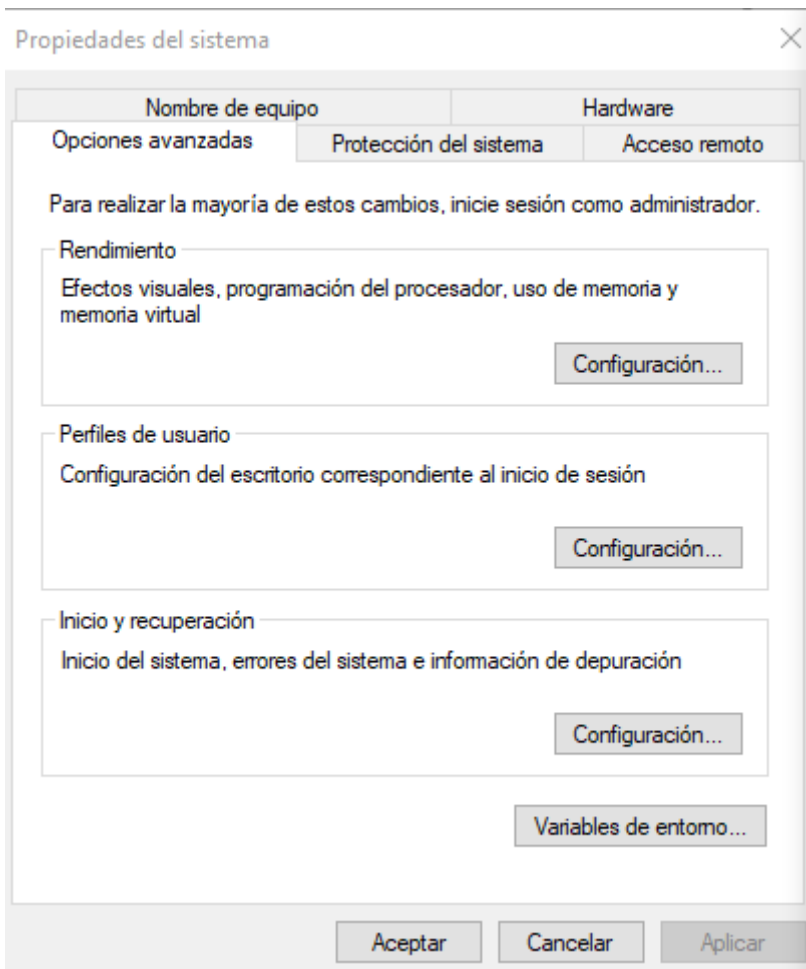 Propiedades del sistema
Nombre de equipo
Hardware
Opciones avanzadas
Protección del sistema
Acceso remoto
Para realizar la mayoría de estos cambios, inicie sesión como administrador.
Rendimiento
Efectos visuales, programación del procesador, uso de memoria y
memoria virtual
Configuración...
Perfiles de usuario
Configuración del escritorio correspondiente al inicio de sesión
Configuración...
Inicio y recuperación
Inicio del sistema, errores del sistema e información de depuración
Configuración...
Variables de entorno...
Aceptar
Cancelar
Aplicar